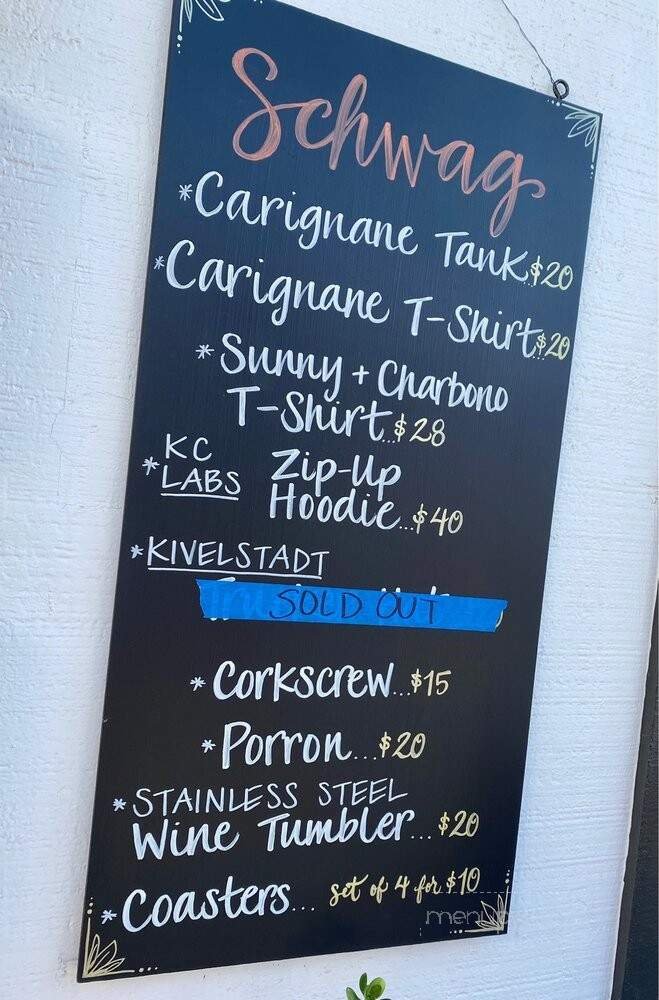 Schwag
*Carignane Tank..$20
*Carignane T-Shirt..$20
*Sunny + Charbono
T-Shirt..$28
*KC LABS Zip-Up
Hoodie...$40
*KIVELSTADT
SOLD OUT
*Corkscrew...$15
*Porron...$20
*STAINLESS STEEL
Wine Tumbler...$20
*Coasters... set of 4 for $10